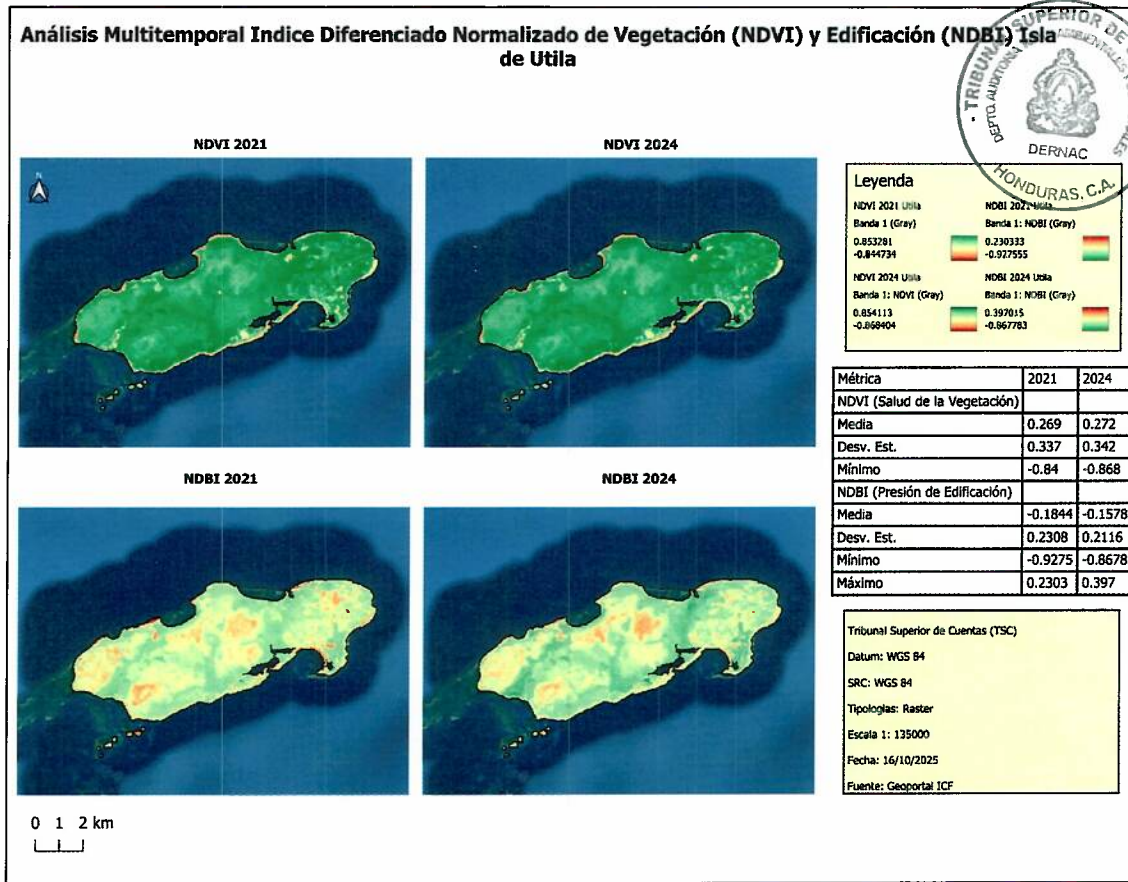 Análisis Multitemporal Indice Diferenciado Normalizado de Vegetación (NDVI) y Edificación (NDBI) Isla
de Utila
TRIBUNAL SUPERIOR DE
DEPTO. AUDITORIA
DERNAC
HONDURAS, C.A.
NDVI 2021
NDVI 2024
N
Leyenda
NDVI 2021 Utila
NDBI 2021 Utila
Banda 1 (Gray)
Banda 1: NDBI (Gray)
0.853281
0.230333
-0.844734
-0.927555
NDVI 2024 Utila
NDBI 2024 Utila
Banda 1: NDVI (Gray)
Banda 1: NDBI (Gray)
0.854113
0.397015
-0.868404
-0.867783
Métrica 2021 2024
NDVI (Salud de la Vegetación)
Media 0.269 0.272
Desv. Est. 0.337 0.342
Mínimo -0.84 -0.868
NDBI (Presión de Edificación)
Media -0.1844 -0.1578
Desv. Est. 0.2308 0.2116
Mínimo -0.9275 -0.8678
Máximo 0.2303 0.397
NDBI 2021
NDBI 2024
Tribunal Superior de Cuentas (TSC)
Datum: WGS 84
SRC: WGS 84
Tipologías: Raster
Escala 1: 135000
Fecha: 16/10/2025
Fuente: Geoportal ICF
0 1 2 km